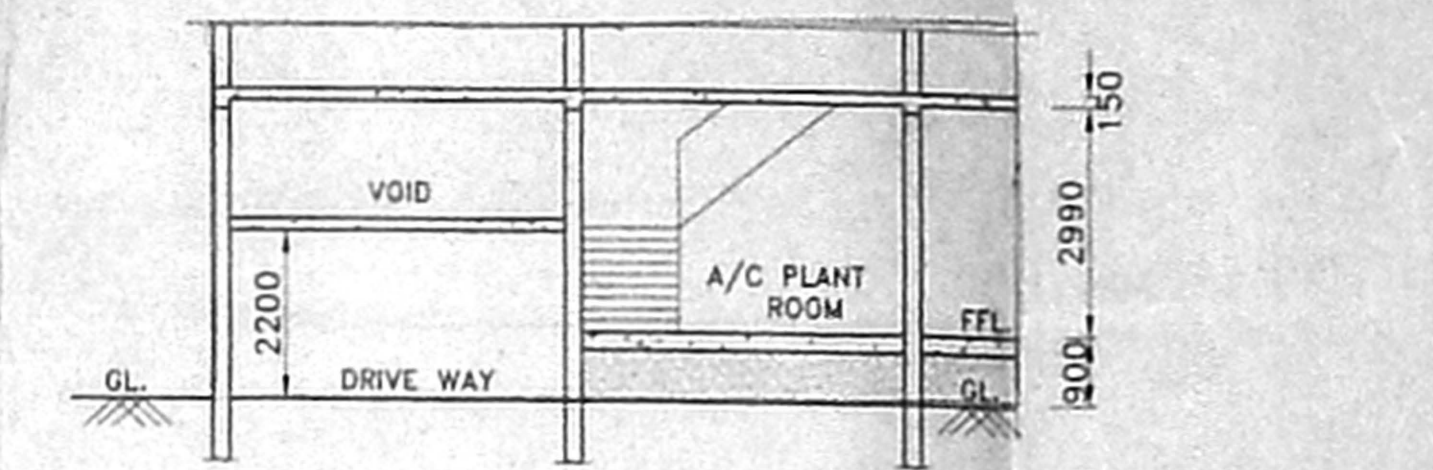 150
VOID
2990
A/C PLANT
ROOM
2200
FFL.
GL.
DRIVE WAY
GL.
900